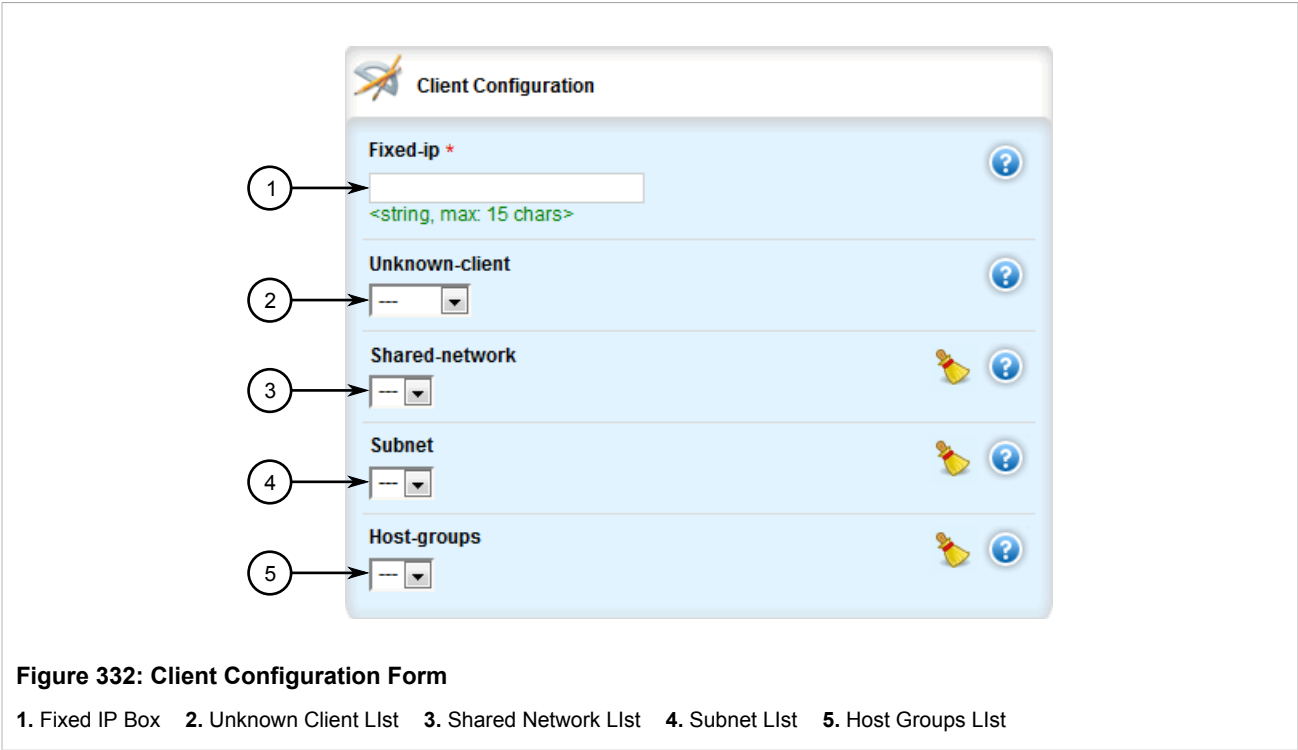 Client Configuration
Fixed-ip *
1
<string, max: 15 chars>
Unknown-client
2
---
Shared-network
3
---
Subnet
4
---
Host-groups
5
---
Figure 332: Client Configuration Form
1. Fixed IP Box 2. Unknown Client LIst 3. Shared Network LIst 4. Subnet LIst 5. Host Groups LIst